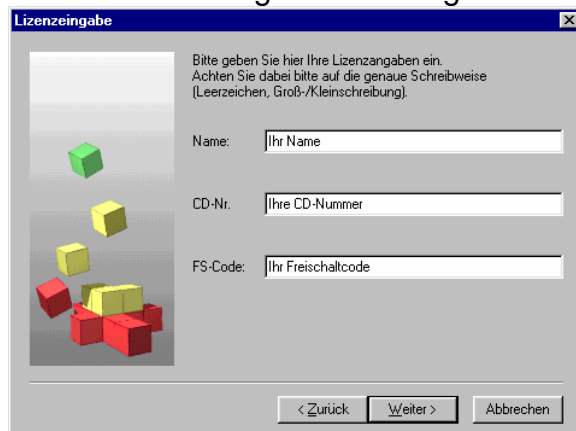 Lizenzeingabe
Bitte geben Sie hier Ihre Lizenzangaben ein.
Achten Sie dabei bitte auf die genaue Schreibweise
(Leerzeichen, Groß-/Kleinschreibung).
Name: Ihr Name
CD-Nr. Ihre CD-Nummer
FS-Code: Ihr Freischaltcode
< Zurück Weiter > Abbrechen